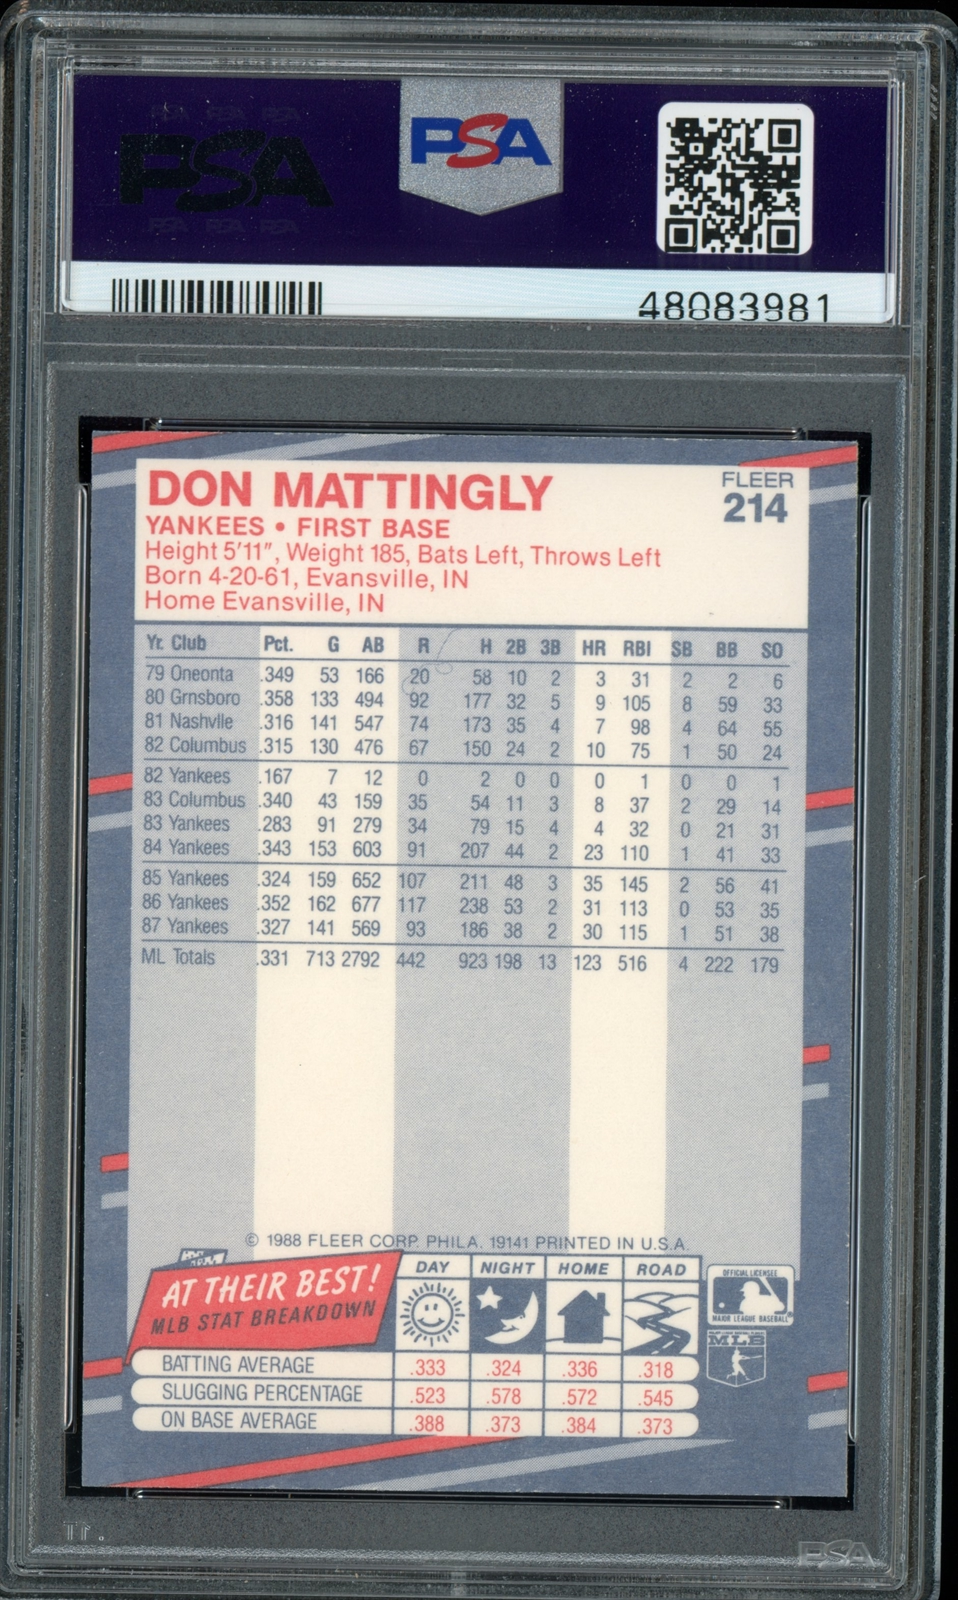 PSA
PSA
48083981
DON MATTINGLY
FLEER
214
YANKEES • FIRST BASE
Height 5'11", Weight 185, Bats Left, Throws Left
Born 4-20-61, Evansville, IN
Home Evansville, IN
Yr. Club Pct. G AB R H 2B 3B HR RBI SB BB SO
79 Oneonta .349 53 166 20 58 10 2 3 31 2 2 6
80 Grnsboro .358 133 494 92 177 32 5 9 105 8 59 33
81 Nashvlle .316 141 547 74 173 35 4 7 98 4 64 55
82 Columbus .315 130 476 67 150 24 2 10 75 1 50 24
82 Yankees .167 7 12 0 2 0 0 0 1 0 0 1
83 Columbus .340 43 159 35 54 11 3 8 37 2 29 14
83 Yankees .283 91 279 34 79 15 4 4 32 0 21 31
84 Yankees .343 153 603 91 207 44 2 23 110 1 41 33
85 Yankees .324 159 652 107 211 48 3 35 145 2 56 41
86 Yankees .352 162 677 117 238 53 2 31 113 0 53 35
87 Yankees .327 141 569 93 186 38 2 30 115 1 51 38
ML Totals .331 713 2792 442 923 198 13 123 516 4 222 179
© 1988 FLEER CORP. PHILA. 19141 PRINTED IN U.S.A.
AT THEIR BEST!
MLB STAT BREAKDOWN
DAY NIGHT HOME ROAD
OFFICIAL LICENSEE
MAJOR LEAGUE BASEBALL
MLB
BATTING AVERAGE .333 .324 .336 .318
SLUGGING PERCENTAGE .523 .578 .572 .545
ON BASE AVERAGE .388 .373 .384 .373
PSA